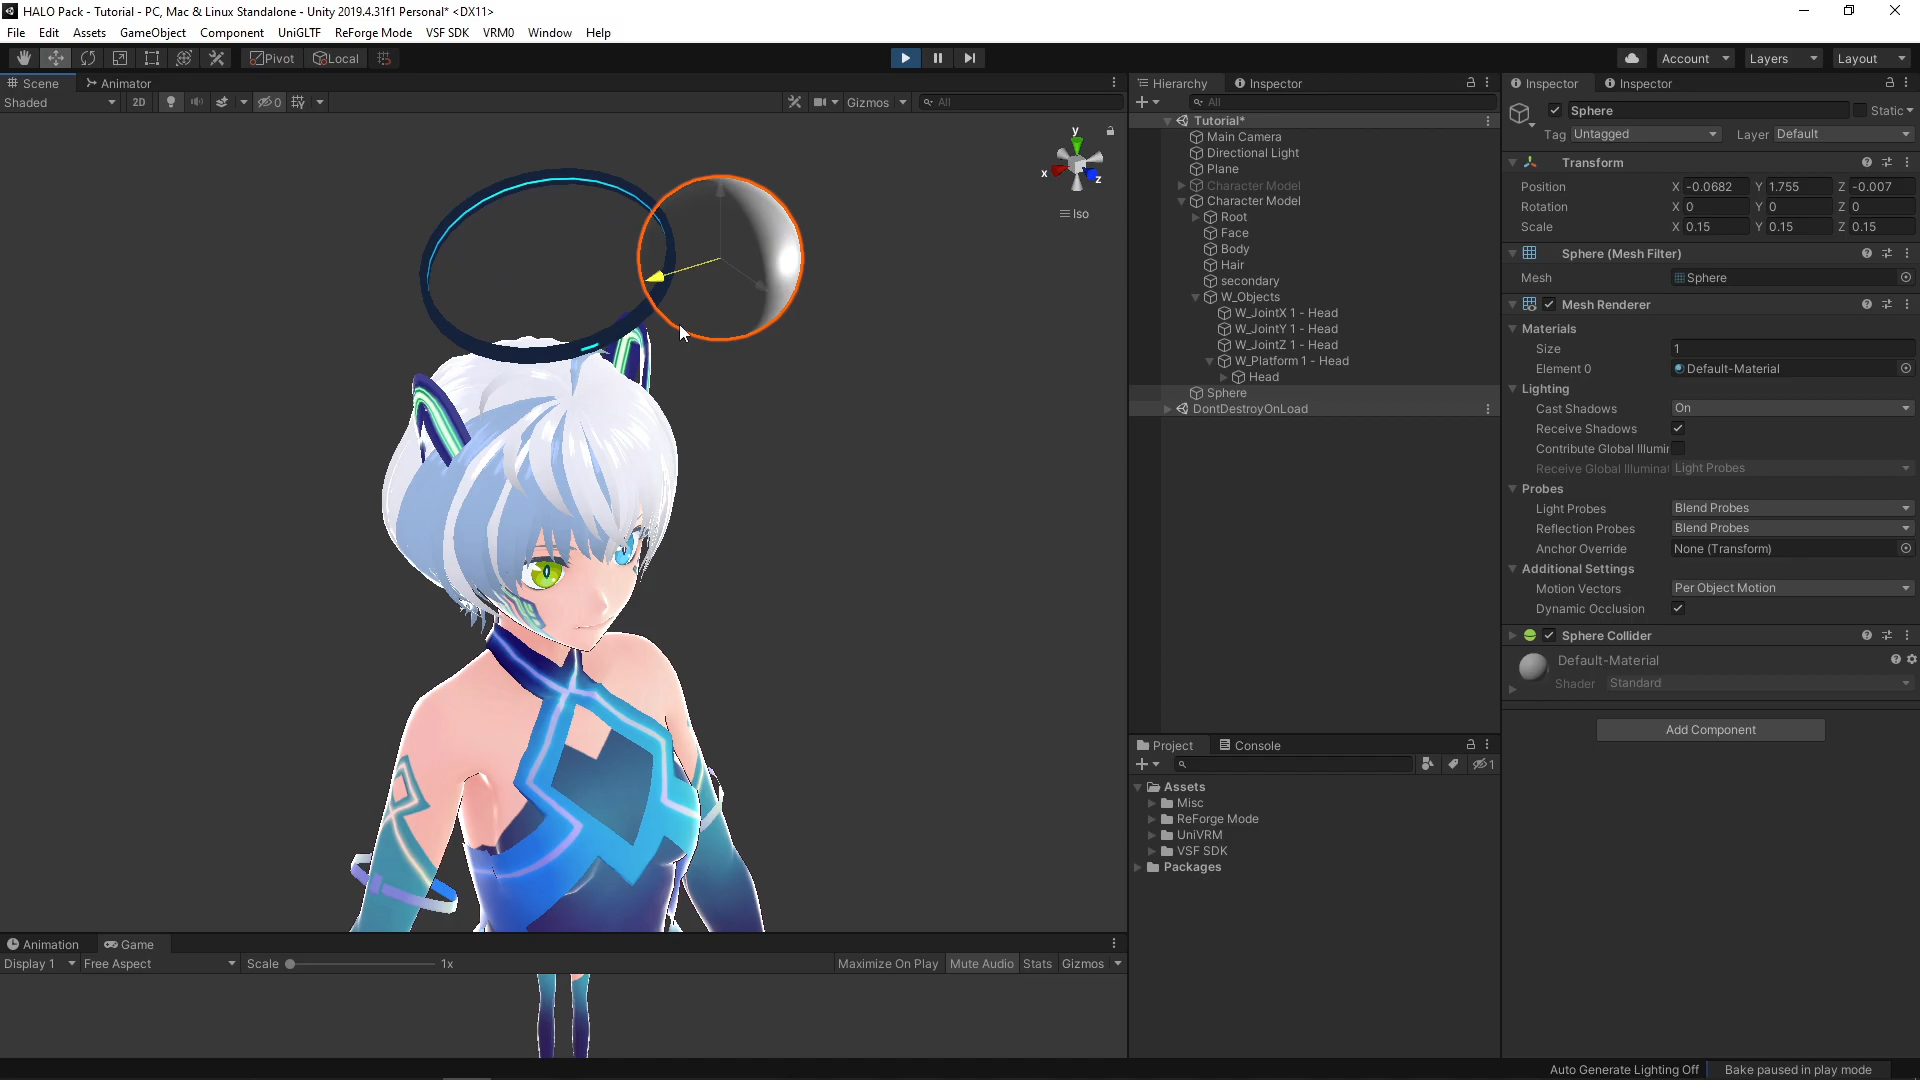 HALO Pack - Tutorial - PC, Mac & Linux Standalone - Unity 2019.4.31f1 Personal* <DX11>
File Edit Assets GameObject Component UniGLTF ReForge Mode VSF SDK VRM0 Window Help
Pivot Local Account Layers Layout
Scene Animator
Shaded 2D 0 Gizmos All
y
x
z
Iso
Hierarchy Inspector
All
Tutorial*
Main Camera
Directional Light
Plane
Character Model
Character Model
Root
Face
Body
Hair
secondary
W_Objects
W_JointX 1 - Head
W_JointY 1 - Head
W_JointZ 1 - Head
W_Platform 1 - Head
Head
Sphere
DontDestroyOnLoad
Project Console
1
Assets
Misc
ReForge Mode
UniVRM
VSF SDK
Packages
Inspector Inspector
Sphere Static
Tag Untagged Layer Default
Transform
Position X -0.0682 Y 1.755 Z -0.007
Rotation X 0 Y 0 Z 0
Scale X 0.15 Y 0.15 Z 0.15
Sphere (Mesh Filter)
Mesh Sphere
Mesh Renderer
Materials
Size 1
Element 0 Default-Material
Lighting
Cast Shadows On
Receive Shadows
Contribute Global Illumir
Receive Global Illuminat Light Probes
Probes
Light Probes Blend Probes
Reflection Probes Blend Probes
Anchor Override None (Transform)
Additional Settings
Motion Vectors Per Object Motion
Dynamic Occlusion
Sphere Collider
Default-Material
Shader Standard
Add Component
Animation Game
Display 1 Free Aspect Scale 1x Maximize On Play Mute Audio Stats Gizmos
Auto Generate Lighting Off Bake paused in play mode